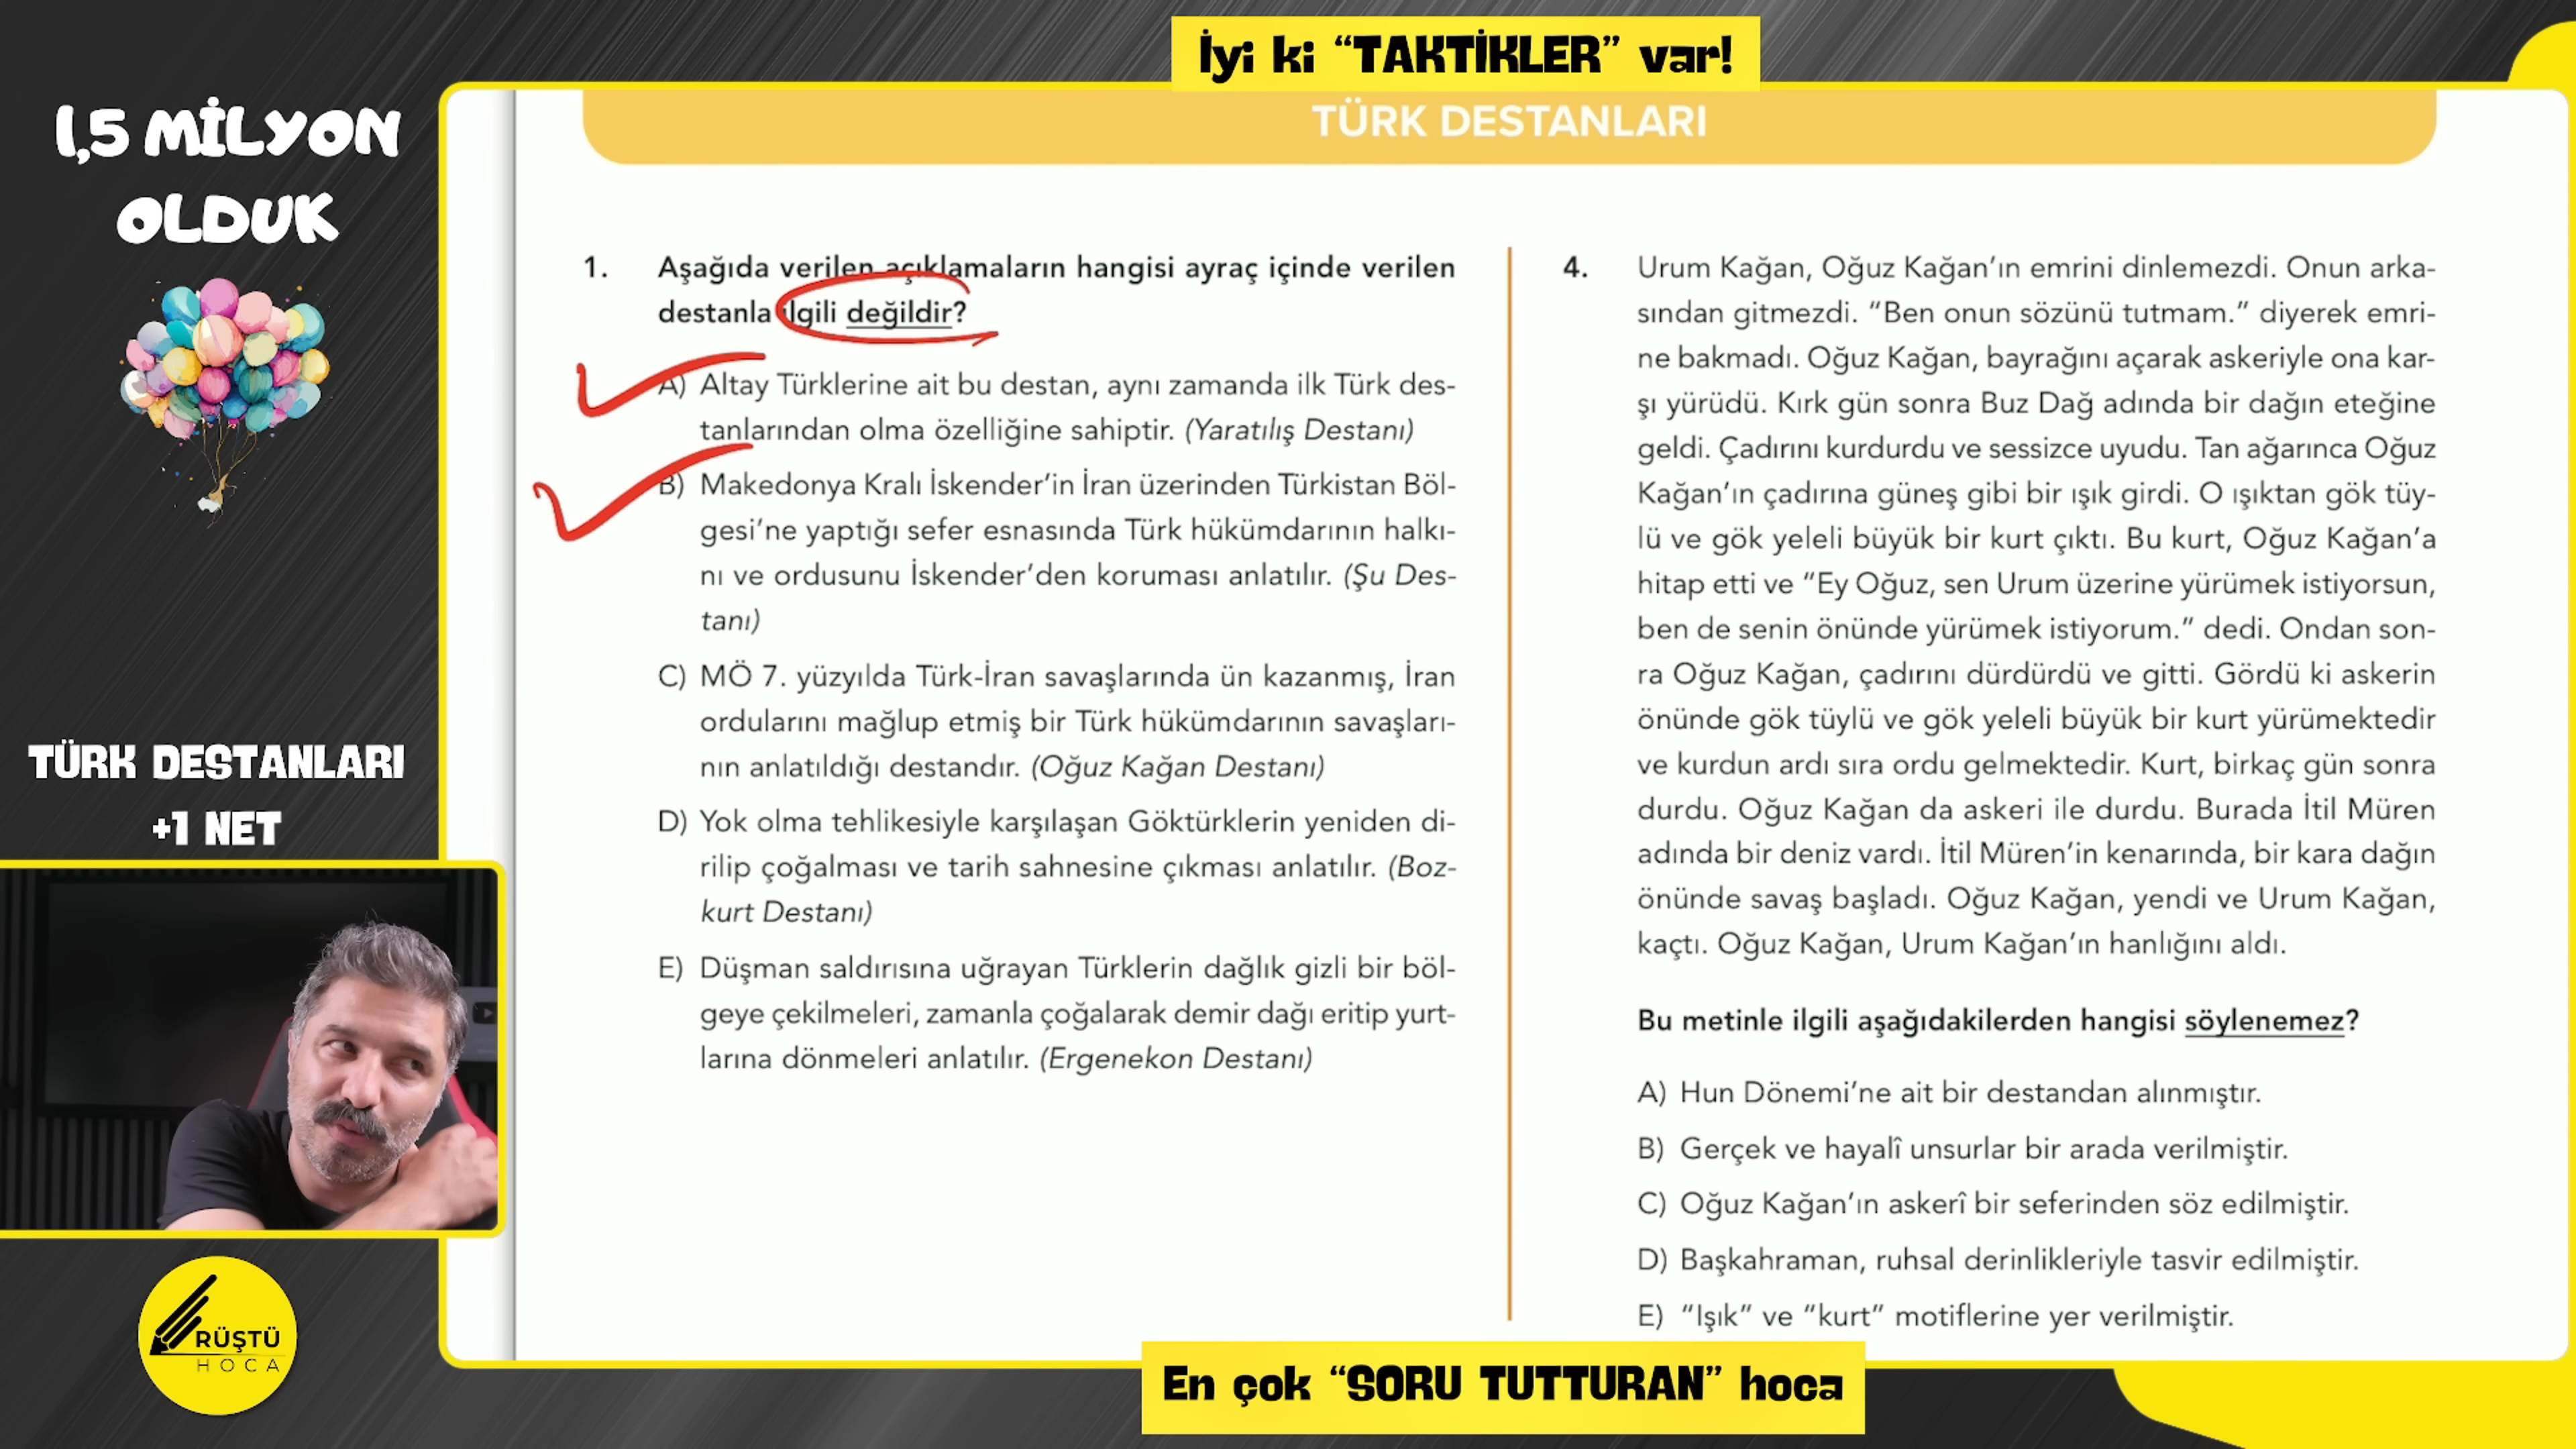 İyi ki “TAKTİKLER” var!
1,5 MİLYON
OLDUK
TÜRK DESTANLARI
+1 NET
RÜŞTÜ
HOCA
TÜRK DESTANLARI
1. Aşağıda verilen açıklamaların hangisi ayraç içinde verilen
destanla ilgili değildir?
A) Altay Türklerine ait bu destan, aynı zamanda ilk Türk des-
tanlarından olma özelliğine sahiptir. (Yaratılış Destanı)
B) Makedonya Kralı İskender’in İran üzerinden Türkistan Böl-
gesi’ne yaptığı sefer esnasında Türk hükümdarının halkı-
nı ve ordusunu İskender’den koruması anlatılır. (Şu Des-
tanı)
C) MÖ 7. yüzyılda Türk-İran savaşlarında ün kazanmış, İran
ordularını mağlup etmiş bir Türk hükümdarının savaşları-
nın anlatıldığı destandır. (Oğuz Kağan Destanı)
D) Yok olma tehlikesiyle karşılaşan Göktürklerin yeniden di-
rilip çoğalması ve tarih sahnesine çıkması anlatılır. (Boz-
kurt Destanı)
E) Düşman saldırısına uğrayan Türklerin dağlık gizli bir böl-
geye çekilmeleri, zamanla çoğalarak demir dağı eritip yurt-
larına dönmeleri anlatılır. (Ergenekon Destanı)
4. Urum Kağan, Oğuz Kağan’ın emrini dinlemezdi. Onun arka-
sından gitmezdi. “Ben onun sözünü tutmam.” diyerek emri-
ne bakmadı. Oğuz Kağan, bayrağını açarak askeriyle ona kar-
şı yürüdü. Kırk gün sonra Buz Dağ adında bir dağın eteğine
geldi. Çadırını kurdurdu ve sessizce uyudu. Tan ağarınca Oğuz
Kağan’ın çadırına güneş gibi bir ışık girdi. O ışıktan gök tüy-
lü ve gök yeleli büyük bir kurt çıktı. Bu kurt, Oğuz Kağan’a
hitap etti ve “Ey Oğuz, sen Urum üzerine yürümek istiyorsun,
ben de senin önünde yürümek istiyorum.” dedi. Ondan son-
ra Oğuz Kağan, çadırını dürdürdü ve gitti. Gördü ki askerin
önünde gök tüylü ve gök yeleli büyük bir kurt yürümektedir
ve kurdun ardı sıra ordu gelmektedir. Kurt, birkaç gün sonra
durdu. Oğuz Kağan da askeri ile durdu. Burada İtil Müren
adında bir deniz vardı. İtil Müren’in kenarında, bir kara dağın
önünde savaş başladı. Oğuz Kağan, yendi ve Urum Kağan,
kaçtı. Oğuz Kağan, Urum Kağan’ın hanlığını aldı.
Bu metinle ilgili aşağıdakilerden hangisi söylenemez?
A) Hun Dönemi’ne ait bir destandan alınmıştır.
B) Gerçek ve hayalî unsurlar bir arada verilmiştir.
C) Oğuz Kağan’ın askerî bir seferinden söz edilmiştir.
D) Başkahraman, ruhsal derinlikleriyle tasvir edilmiştir.
E) “Işık” ve “kurt” motiflerine yer verilmiştir.
En çok “SORU TUTTURAN” hoca